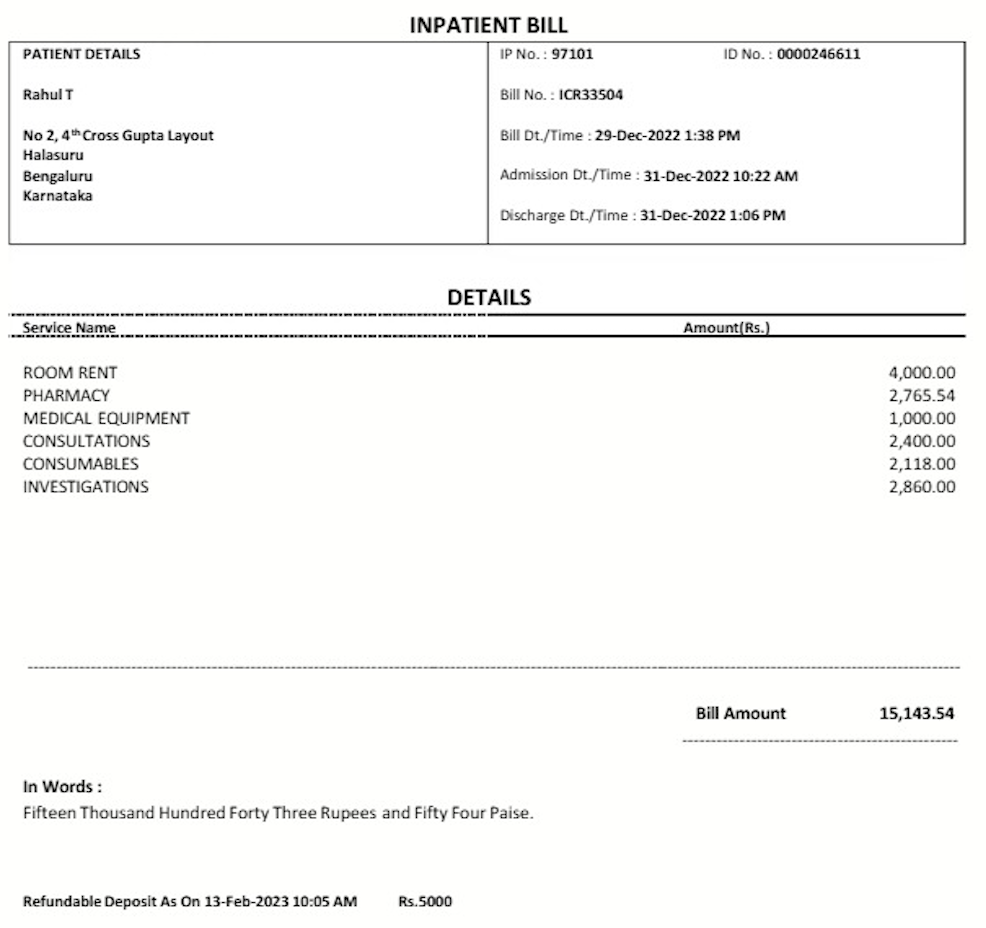 INPATIENT BILL
PATIENT DETAILS
Rahul T
No 2, 4th Cross Gupta Layout
Halasuru
Bengaluru
Karnataka
IP No. : 97101 ID No. : 0000246611
Bill No. : ICR33504
Bill Dt./Time : 29-Dec-2022 1:38 PM
Admission Dt./Time : 31-Dec-2022 10:22 AM
Discharge Dt./Time : 31-Dec-2022 1:06 PM
DETAILS
Service Name Amount(Rs.)
ROOM RENT 4,000.00
PHARMACY 2,765.54
MEDICAL EQUIPMENT 1,000.00
CONSULTATIONS 2,400.00
CONSUMABLES 2,118.00
INVESTIGATIONS 2,860.00
Bill Amount 15,143.54
In Words :
Fifteen Thousand Hundred Forty Three Rupees and Fifty Four Paise.
Refundable Deposit As On 13-Feb-2023 10:05 AM Rs.5000